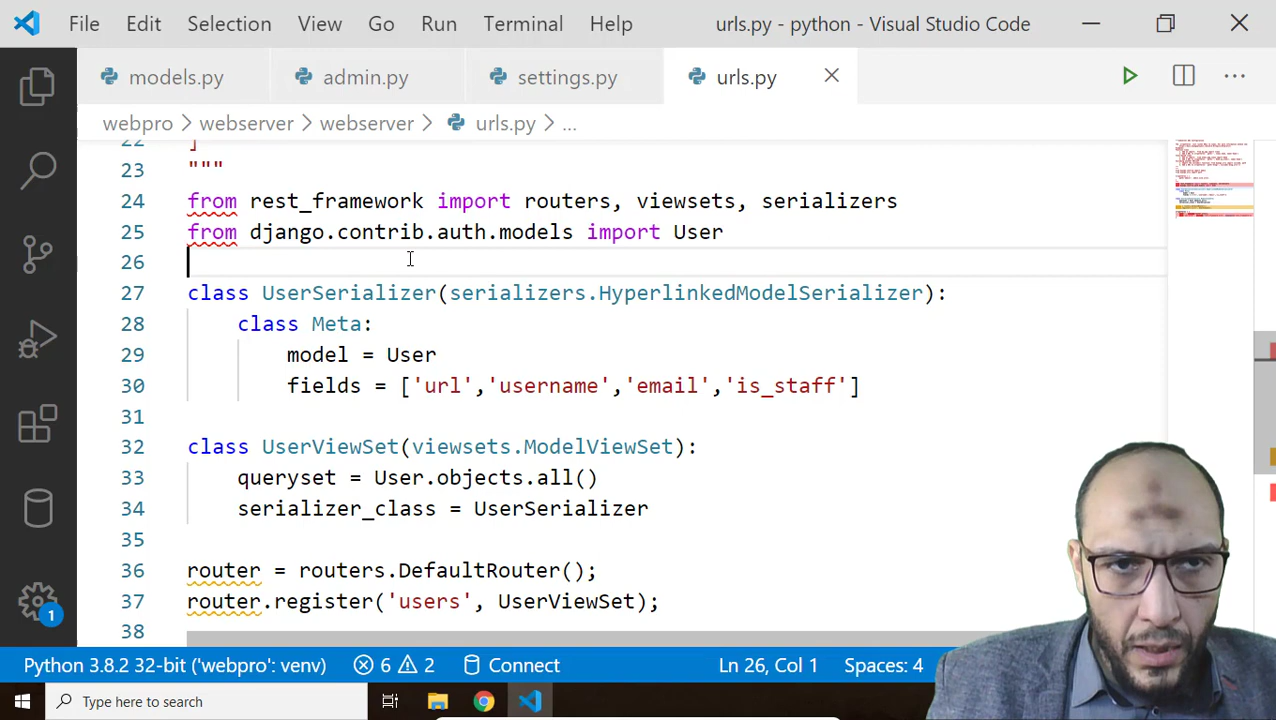 File Edit Selection View Go Run Terminal Help urls.py - python - Visual Studio Code
models.py admin.py settings.py urls.py
webpro > webserver > webserver > urls.py > ...
22 ]
23 """
24 from rest_framework import routers, viewsets, serializers
25 from django.contrib.auth.models import User
26
27 class UserSerializer(serializers.HyperlinkedModelSerializer):
28 class Meta:
29 model = User
30 fields = ['url','username','email','is_staff']
31
32 class UserViewSet(viewsets.ModelViewSet):
33 queryset = User.objects.all()
34 serializer_class = UserSerializer
35
36 router = routers.DefaultRouter();
37 router.register('users', UserViewSet);
38
1
Python 3.8.2 32-bit ('webpro': venv) 6 2 Connect Ln 26, Col 1 Spaces: 4
Type here to search